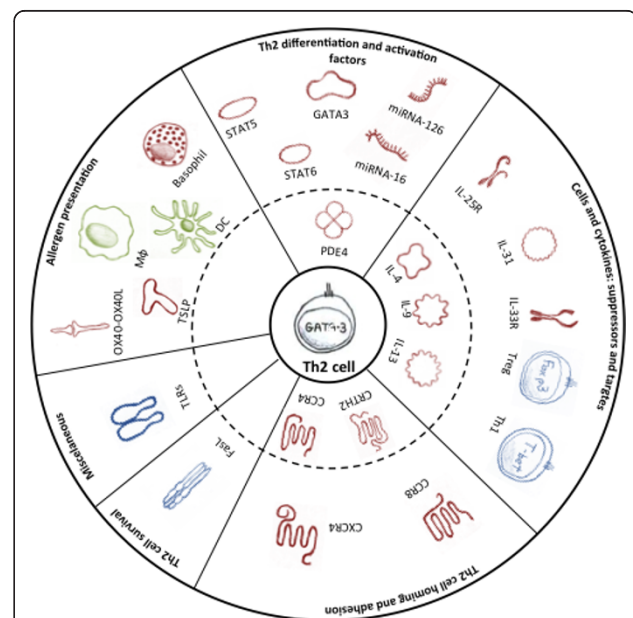 Th2 differentiation and activation
factors
STAT5
GATA3
miRNA-126
STAT6
miRNA-16
PDE4
Cells and cytokines: suppressors and targtes
IL-25R
IL-31
IL-33R
Foxp3
Treg
T-bet
Th1
IL-4
IL-9
IL-13
Th2 cell homing and adhesion
CCR4
CRTH2
CXCR4
CCR8
Th2 cell survival
FasL
Miscelaneous
TLRs
Allergen presentation
Basophil
MΦ
DC
TSLP
OX40-OX40L
GATA-3
Th2 cell